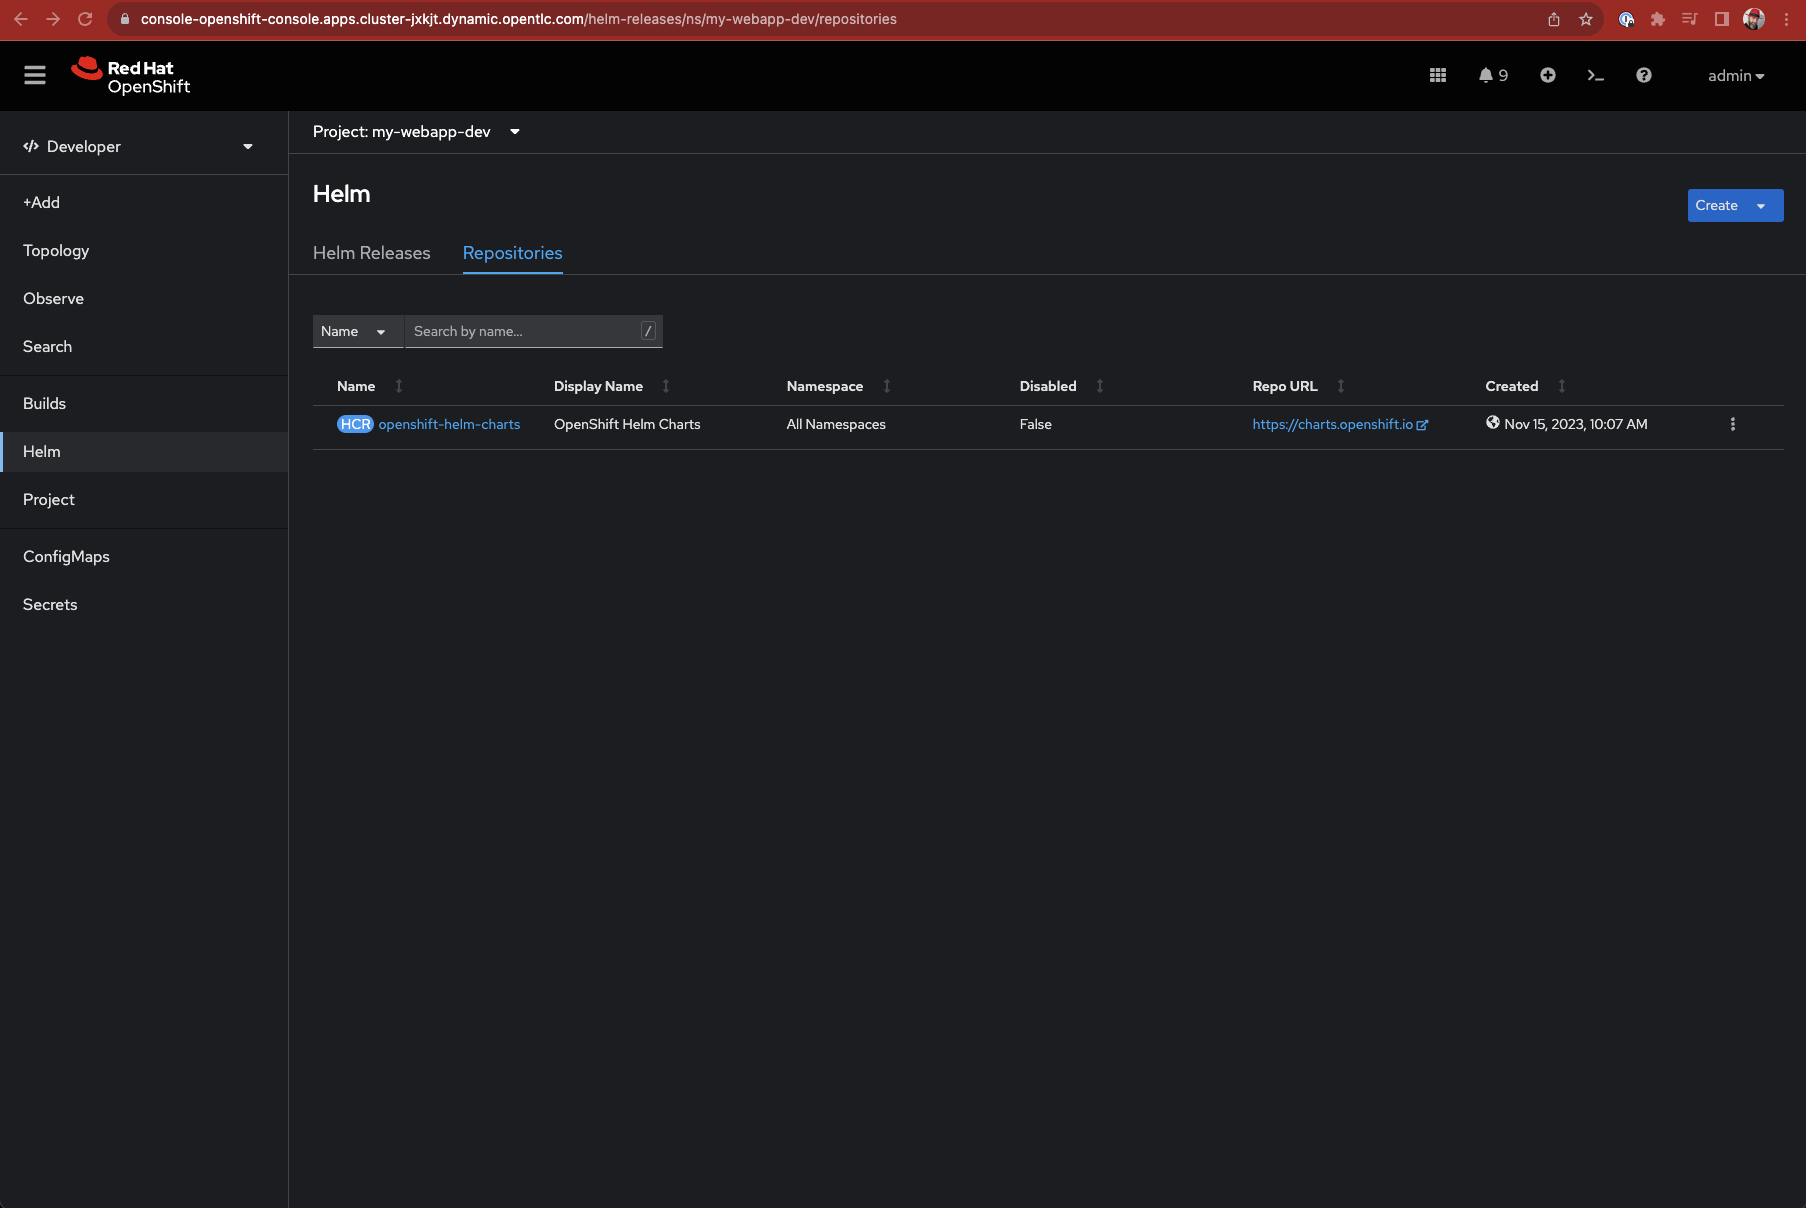 console-openshift-console.apps.cluster-jxkjt.dynamic.opentlc.com/helm-releases/ns/my-webapp-dev/repositories
Red Hat
OpenShift
9
admin
Developer
Project: my-webapp-dev
+Add
Topology
Observe
Search
Builds
Helm
Project
ConfigMaps
Secrets
Helm
Create
Helm Releases Repositories
Name Search by name... /
Name Display Name Namespace Disabled Repo URL Created
HCR openshift-helm-charts OpenShift Helm Charts All Namespaces False https://charts.openshift.io Nov 15, 2023, 10:07 AM